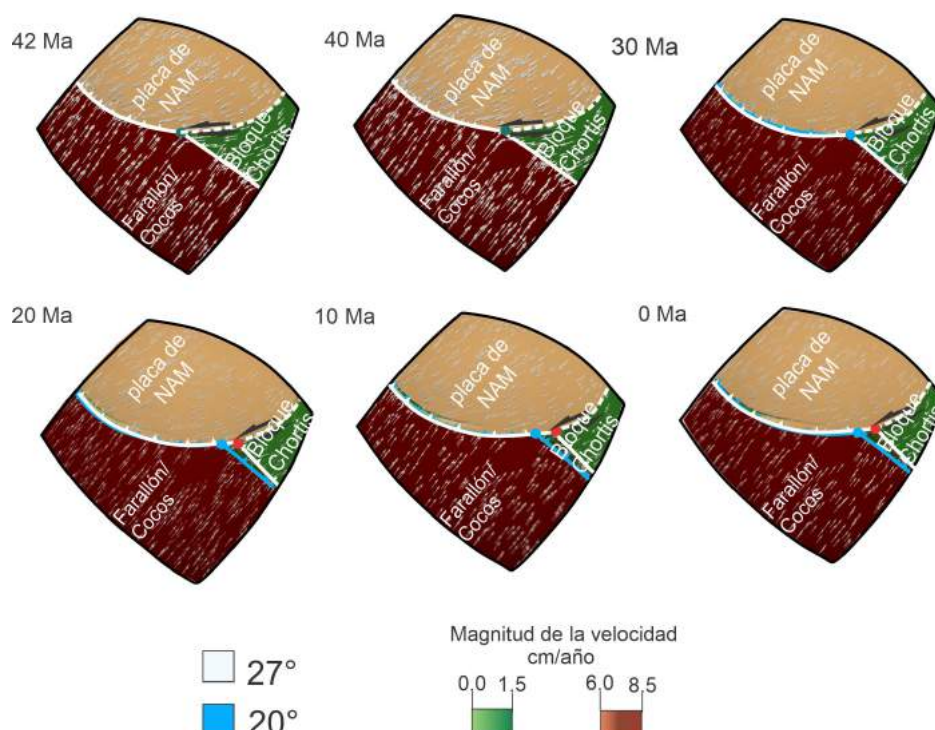 42 Ma
placa de
NAM
Bloque
Chortis
Farallón/
Cocos
40 Ma
placa de
NAM
Bloque
Chortis
Farallón/
Cocos
30 Ma
placa de
NAM
Bloque
Chortis
Farallón/
Cocos
20 Ma
placa de
NAM
Bloque
Chortis
Farallón/
Cocos
10 Ma
placa de
NAM
Bloque
Chortis
Farallón/
Cocos
0 Ma
placa de
NAM
Bloque
Chortis
Farallón/
Cocos
27°
20°
Magnitud de la velocidad
cm/año
0.0 1.5 6.0 8.5